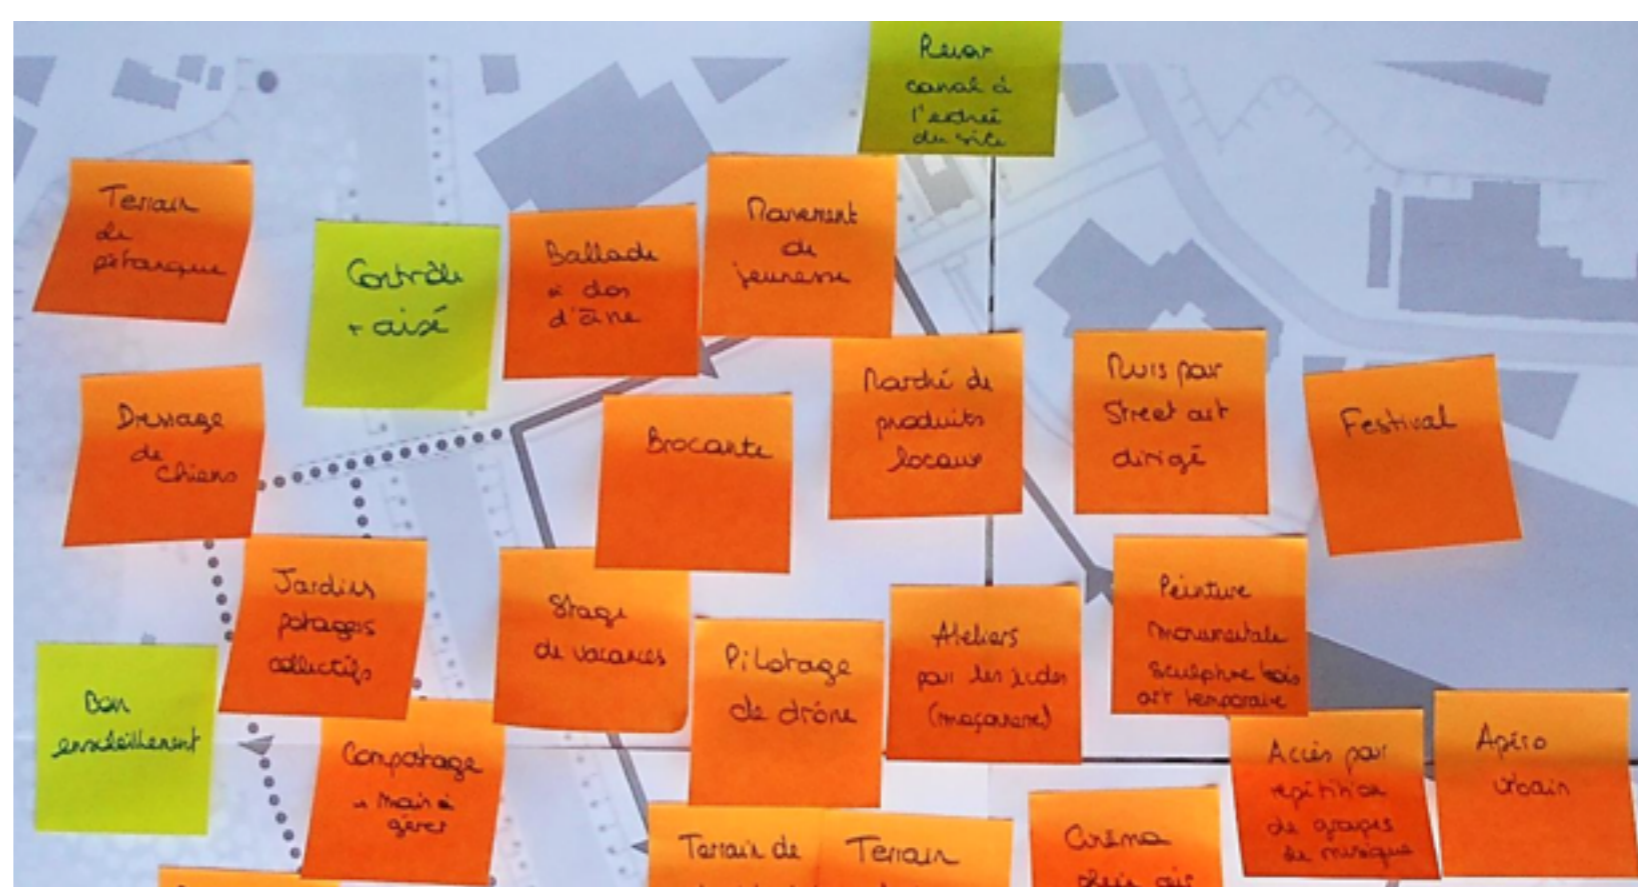 Revoir
canal à
l'entrée
du site
Terrain
de
pétanque
Contrôle
+ aisé
Ballade
à dos
d'âne
Mouvement
de
jeunesse
Dressage
de
chiens
Brocante
Marché de
produits
locaux
Murs pour
Street art
dirigé
Festival
Jardins
potagers
collectifs
Stage
de vacances
Pilotage
de drône
Ateliers
pour les
(maçonnerie)
Peinture
monumentale
sculpture bois
art temporaire
Bon
ensoleillement
Compostage
mais à
gérer
Accès pour
répétition
de groupes
de musique
Apéro
urbain
Terrain de
Terrain
Cinéma
plein air